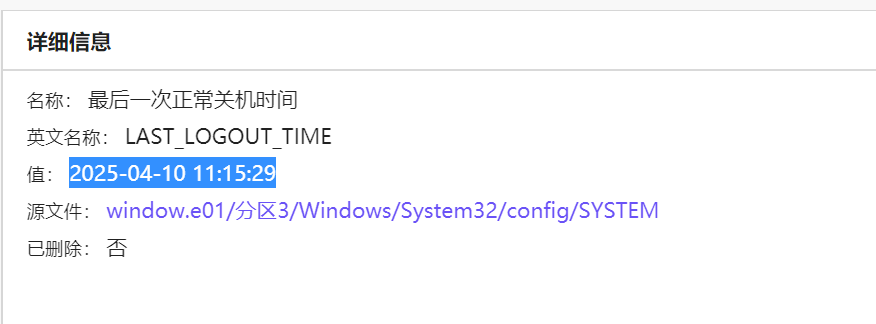 详细信息
名称： 最后一次正常关机时间
英文名称： LAST_LOGOUT_TIME
值： 2025-04-10 11:15:29
源文件： window.e01/分区3/Windows/System32/config/SYSTEM
已删除： 否